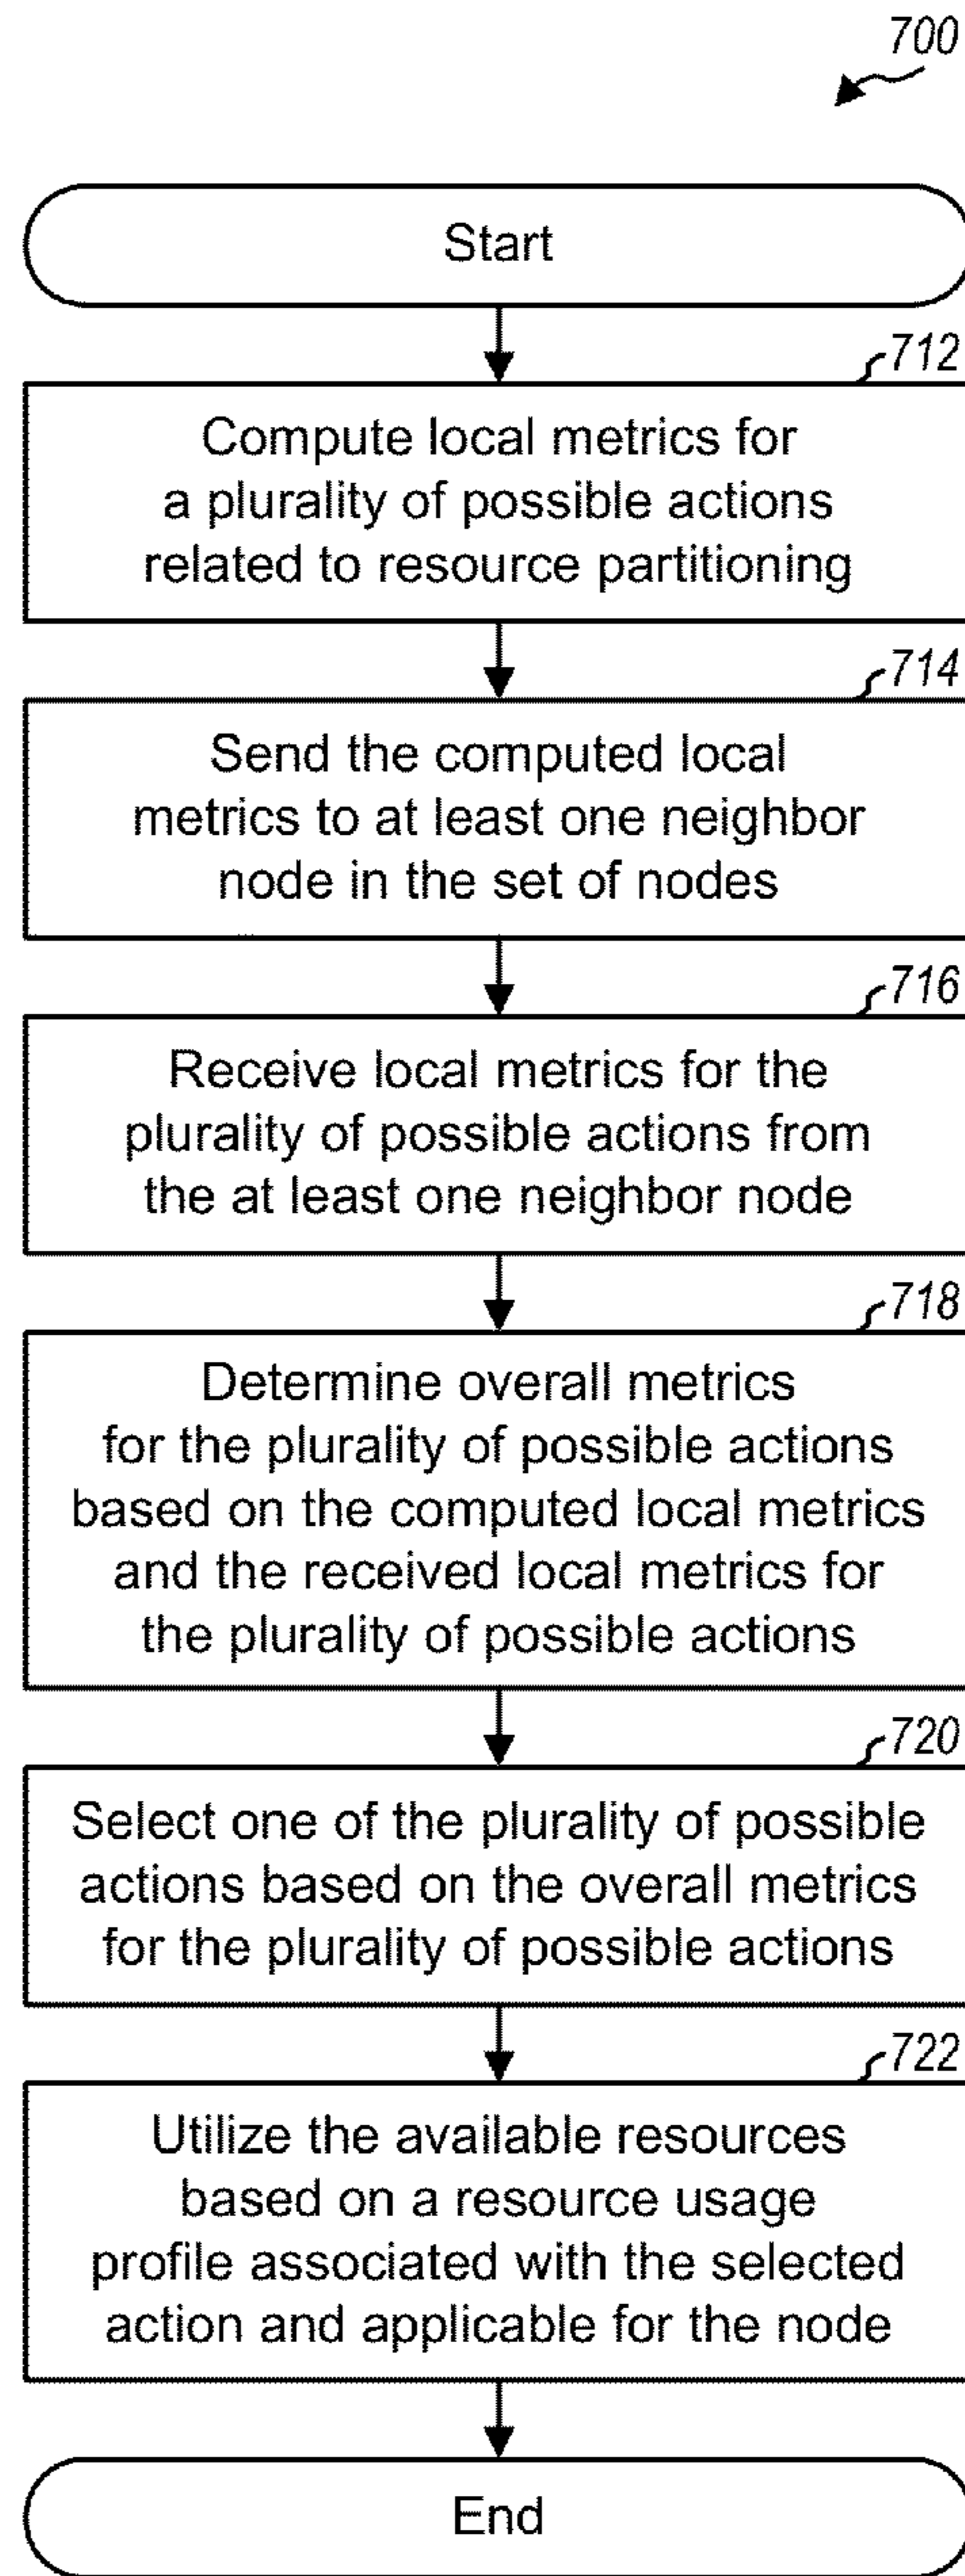 700
Start
712
Compute local metrics for
a plurality of possible actions
related to resource partitioning
714
Send the computed local
metrics to at least one neighbor
node in the set of nodes
716
Receive local metrics for the
plurality of possible actions from
the at least one neighbor node
718
Determine overall metrics
for the plurality of possible actions
based on the computed local metrics
and the received local metrics for
the plurality of possible actions
720
Select one of the plurality of possible
actions based on the overall metrics
for the plurality of possible actions
722
Utilize the available resources
based on a resource usage
profile associated with the selected
action and applicable for the node
End